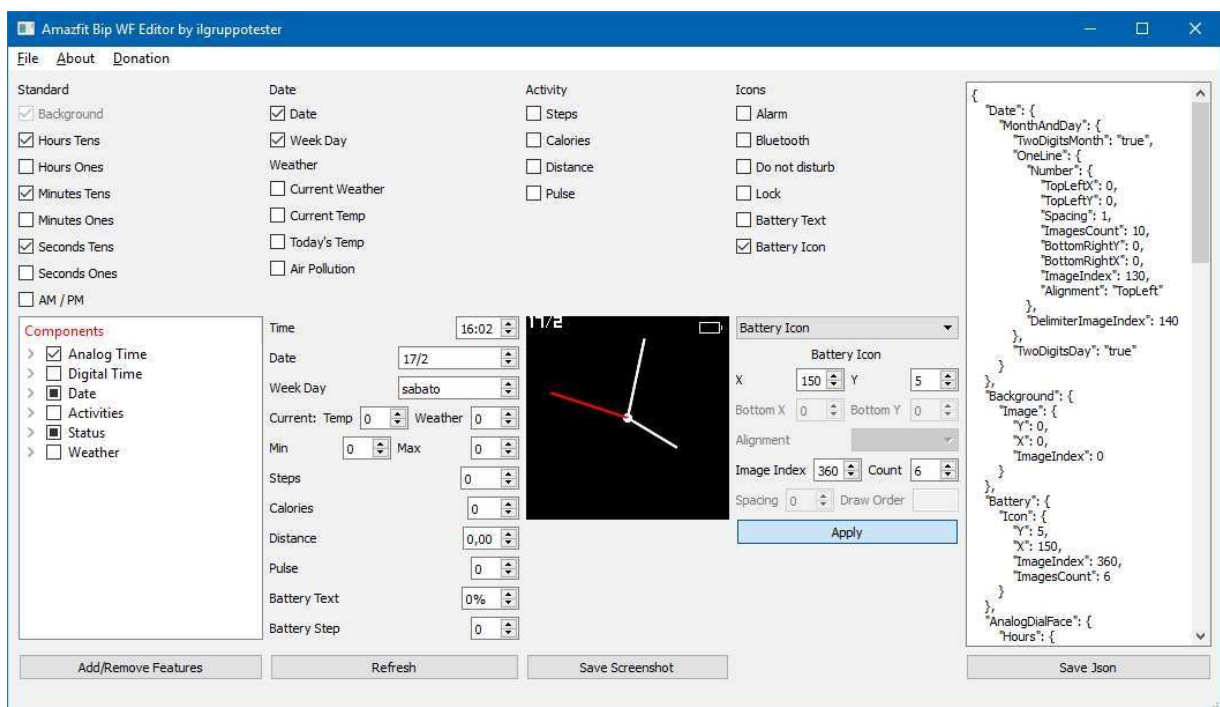 Amazfit Bip WF Editor by ilgruppotester
File About Donation
Standard
Background
Hours Tens
Hours Ones
Minutes Tens
Minutes Ones
Seconds Tens
Seconds Ones
AM / PM
Date
Date
Week Day
Weather
Current Weather
Current Temp
Today's Temp
Air Pollution
Activity
Steps
Calories
Distance
Pulse
Icons
Alarm
Bluetooth
Do not disturb
Lock
Battery Text
Battery Icon
Components
Analog Time
Digital Time
Date
Activities
Status
Weather
Time 16:02
Date 17/2
Week Day sabato
Current: Temp 0 Weather 0
Min 0 Max 0
Steps 0
Calories 0
Distance 0,00
Pulse 0
Battery Text 0%
Battery Step 0
17/2
Battery Icon
Battery Icon
X 150 Y 5
Bottom X 0 Bottom Y 0
Alignment
Image Index 360 Count 6
Spacing 0 Draw Order
Apply
{
"Date": {
"MonthAndDay": {
"TwoDigitsMonth": "true",
"OneLine": {
"Number": {
"TopLeftX": 0,
"TopLeftY": 0,
"Spacing": 1,
"ImagesCount": 10,
"BottomRightY": 0,
"BottomRightX": 0,
"ImageIndex": 130,
"Alignment": "TopLeft"
},
"DelimiterImageIndex": 140
},
"TwoDigitsDay": "true"
}
},
"Background": {
"Image": {
"Y": 0,
"X": 0,
"ImageIndex": 0
}
},
"Battery": {
"Icon": {
"Y": 5,
"X": 150,
"ImageIndex": 360,
"ImagesCount": 6
}
},
"AnalogDialFace": {
"Hours": {
Add/Remove Features
Refresh
Save Screenshot
Save Json